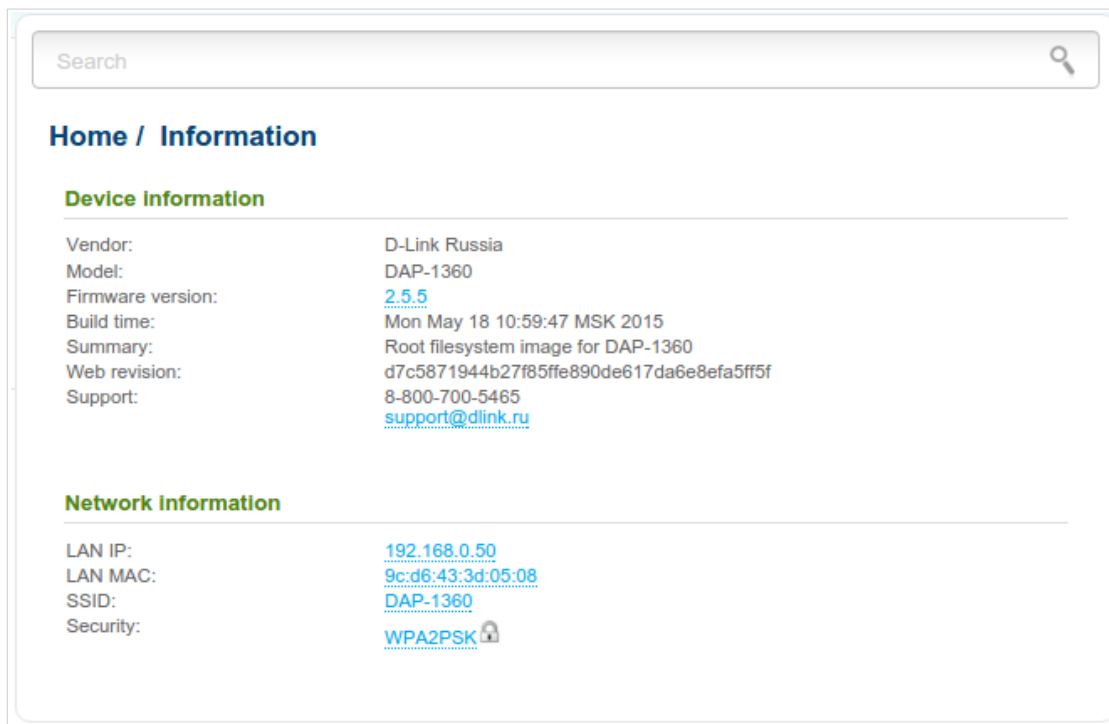 Search
Home / Information
Device information
Vendor: D-Link Russia
Model: DAP-1360
Firmware version: 2.5.5
Build time: Mon May 18 10:59:47 MSK 2015
Summary: Root filesystem image for DAP-1360
Web revision: d7c5871944b27f85ffe890de617da6e8efa5ff5f
Support: 8-800-700-5465
support@dlink.ru
Network information
LAN IP: 192.168.0.50
LAN MAC: 9c:d6:43:3d:05:08
SSID: DAP-1360
Security: WPA2PSK